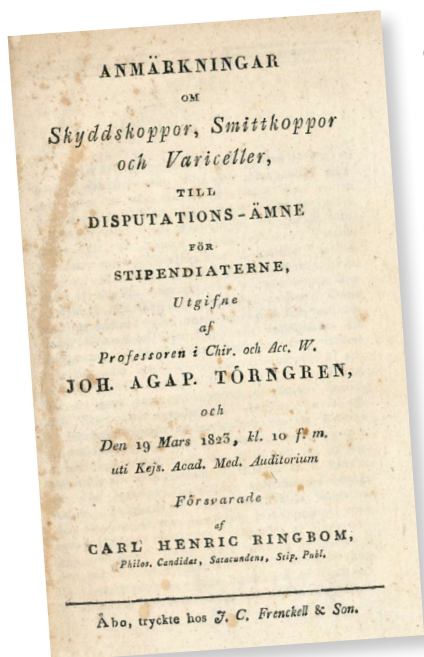 ANMÄRKNINGAR
OM
Skyddskoppor, Smittkoppor
och Variceller,
TILL
DISPUTATIONS-ÄMNE
FÖR
STIPENDIATERNE,
Utgifne
af
Professoren i Chir. och Acc. W.
JOH. AGAP. TÖRNGREN,
och
Den 19 Mars 1823, kl. 10 f. m.
uti Kejs. Acad. Med. Auditorium
Försvarade
af
CARL HENRIC RINGBOM,
Philos. Candidat, Satacundens, Stip. Publ.
Åbo, tryckte hos J. C. Frenckell & Son.